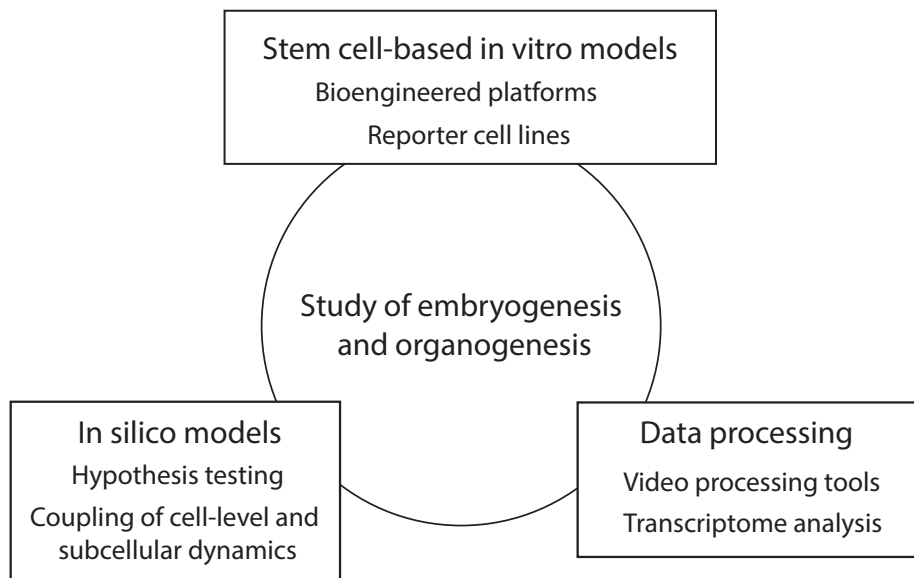 Stem cell-based in vitro models
Bioengineered platforms
Reporter cell lines
Study of embryogenesis
and organogenesis
In silico models
Hypothesis testing
Coupling of cell-level and
subcellular dynamics
Data processing
Video processing tools
Transcriptome analysis